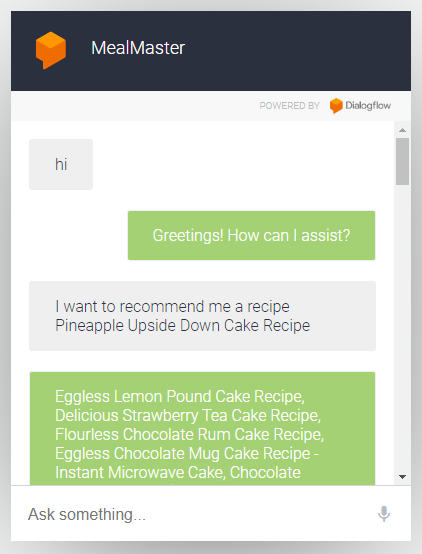 MealMaster
POWERED BY Dialogflow
hi
Greetings! How can I assist?
I want to recommend me a recipe
Pineapple Upside Down Cake Recipe
Eggless Lemon Pound Cake Recipe,
Delicious Strawberry Tea Cake Recipe,
Flourless Chocolate Rum Cake Recipe,
Eggless Chocolate Mug Cake Recipe -
Instant Microwave Cake, Chocolate
Ask something...